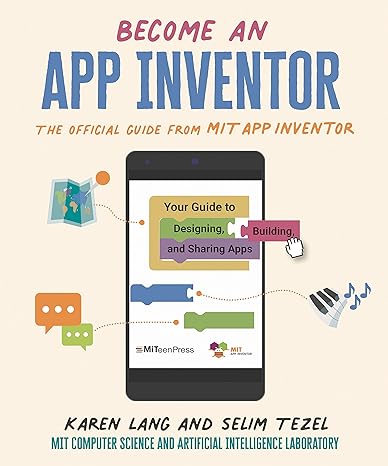 BECOME AN
APP INVENTOR
THE OFFICIAL GUIDE FROM MIT APP INVENTOR
Your Guide to
Designing, Building,
and Sharing Apps
MiTeenPress
MIT
APP INVENTOR
KAREN LANG AND SELIM TEZEL
MIT COMPUTER SCIENCE AND ARTIFICIAL INTELLIGENCE LABORATORY